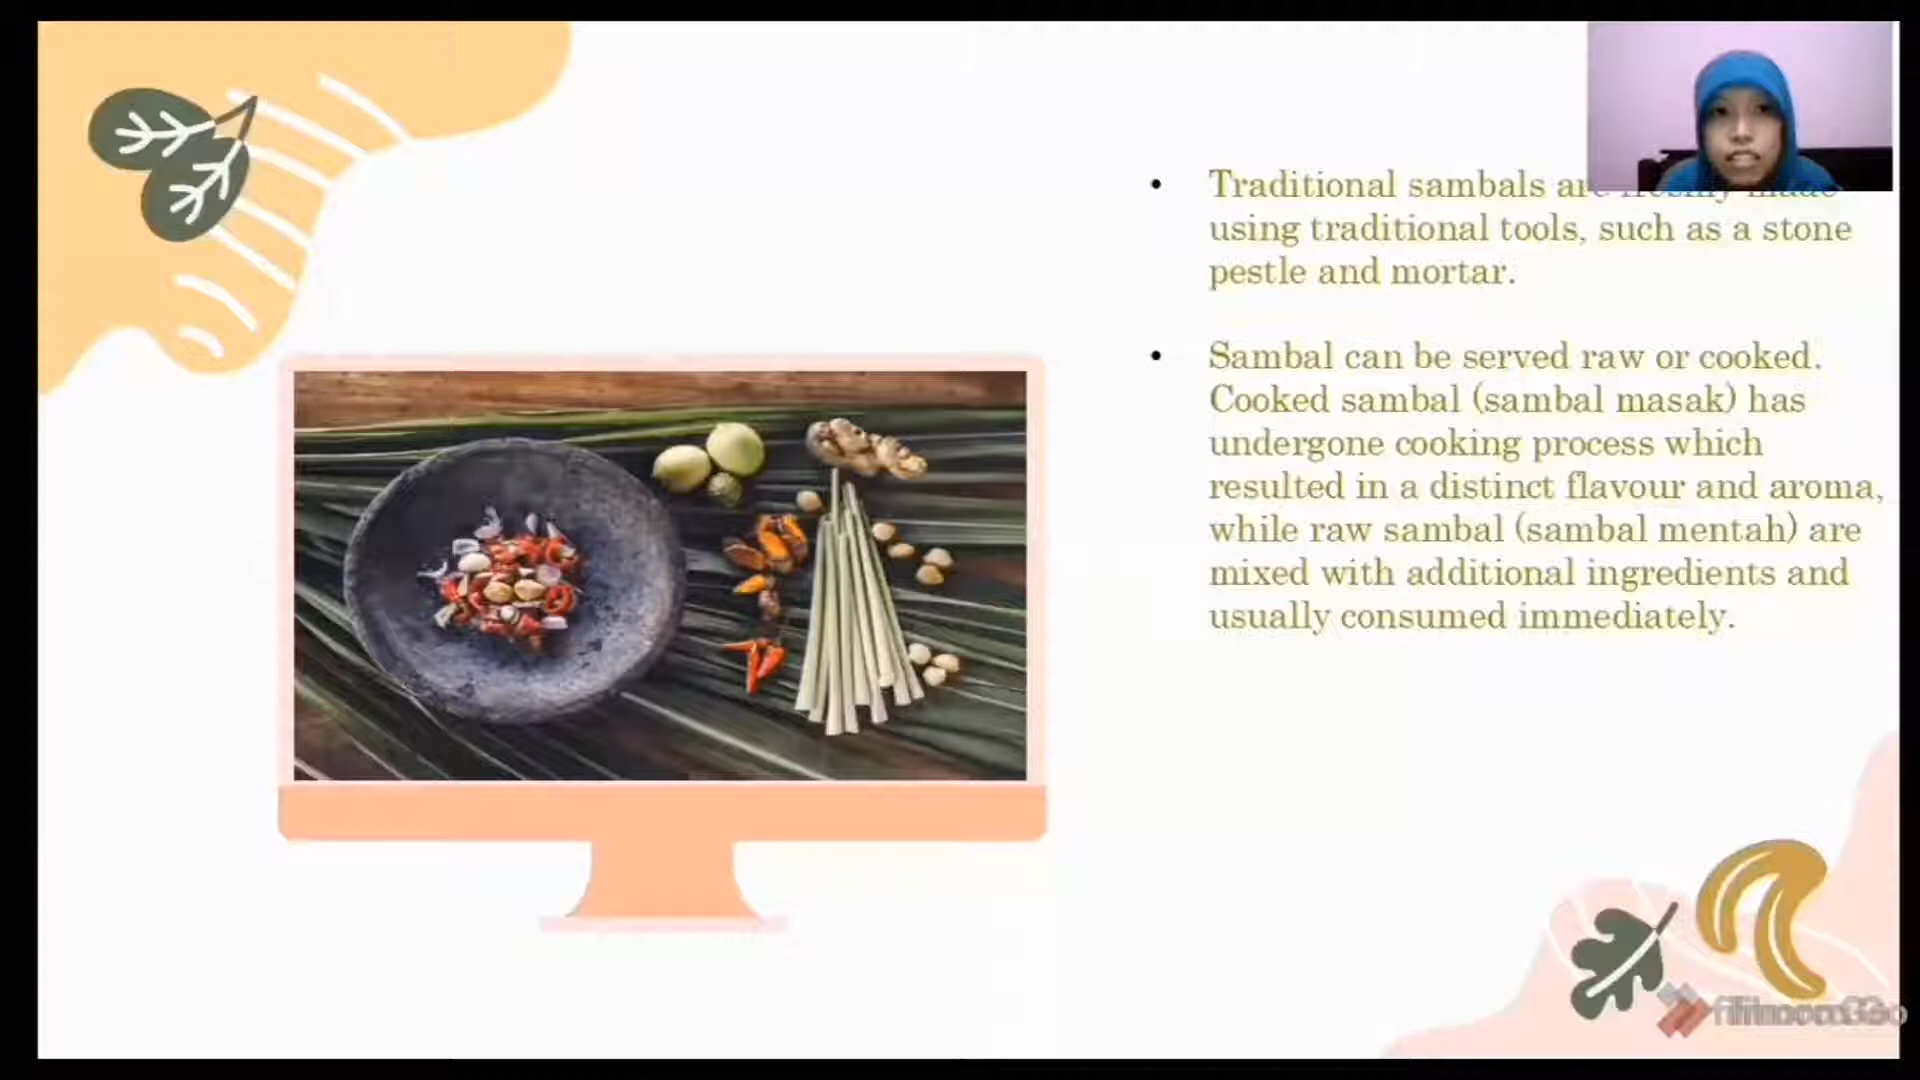 • Traditional sambals are freshly made
using traditional tools, such as a stone
pestle and mortar.
• Sambal can be served raw or cooked.
Cooked sambal (sambal masak) has
undergone cooking process which
resulted in a distinct flavour and aroma,
while raw sambal (sambal mentah) are
mixed with additional ingredients and
usually consumed immediately.